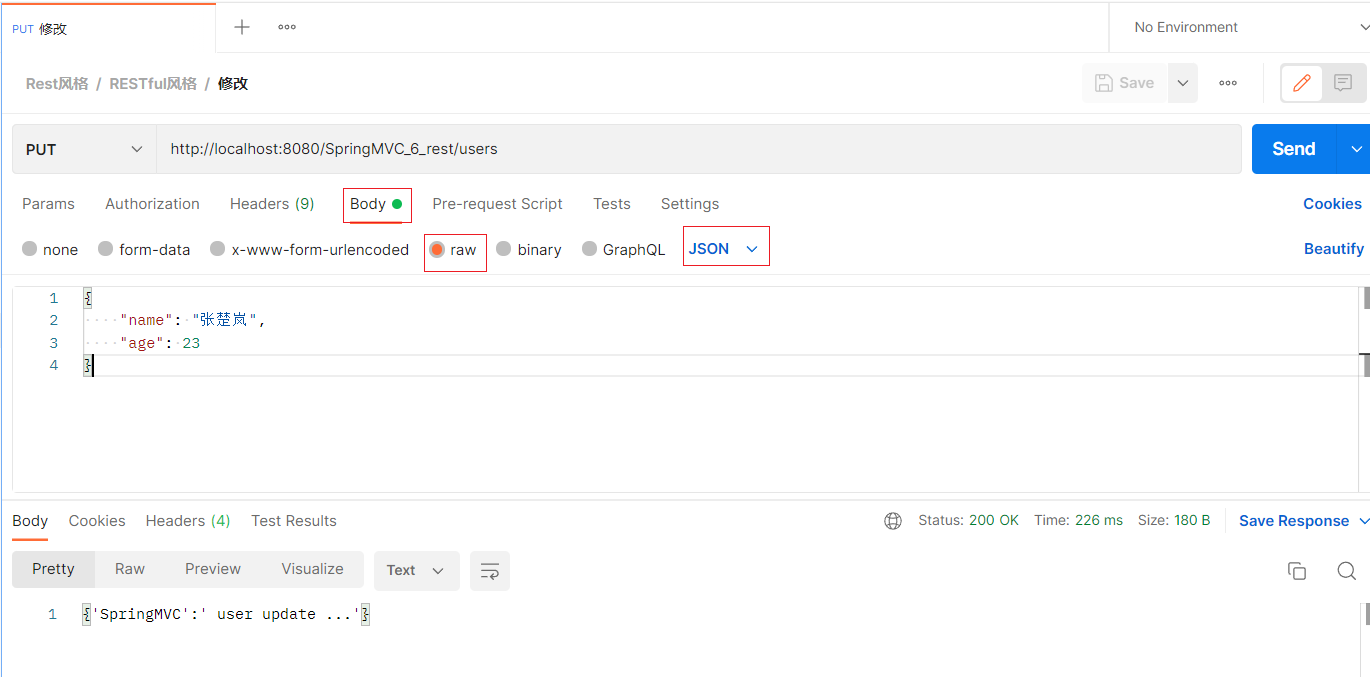 PUT 修改
No Environment
Rest风格 / RESTful风格 / 修改
Save
PUT http://localhost:8080/SpringMVC_6_rest/users Send
Params Authorization Headers (9) Body Pre-request Script Tests Settings Cookies
none form-data x-www-form-urlencoded raw binary GraphQL JSON Beautify
1 {
2 "name": "张楚岚",
3 "age": 23
4 }
Body Cookies Headers (4) Test Results Status: 200 OK Time: 226 ms Size: 180 B Save Response
Pretty Raw Preview Visualize Text
1 {'SpringMVC':' user update ...'}